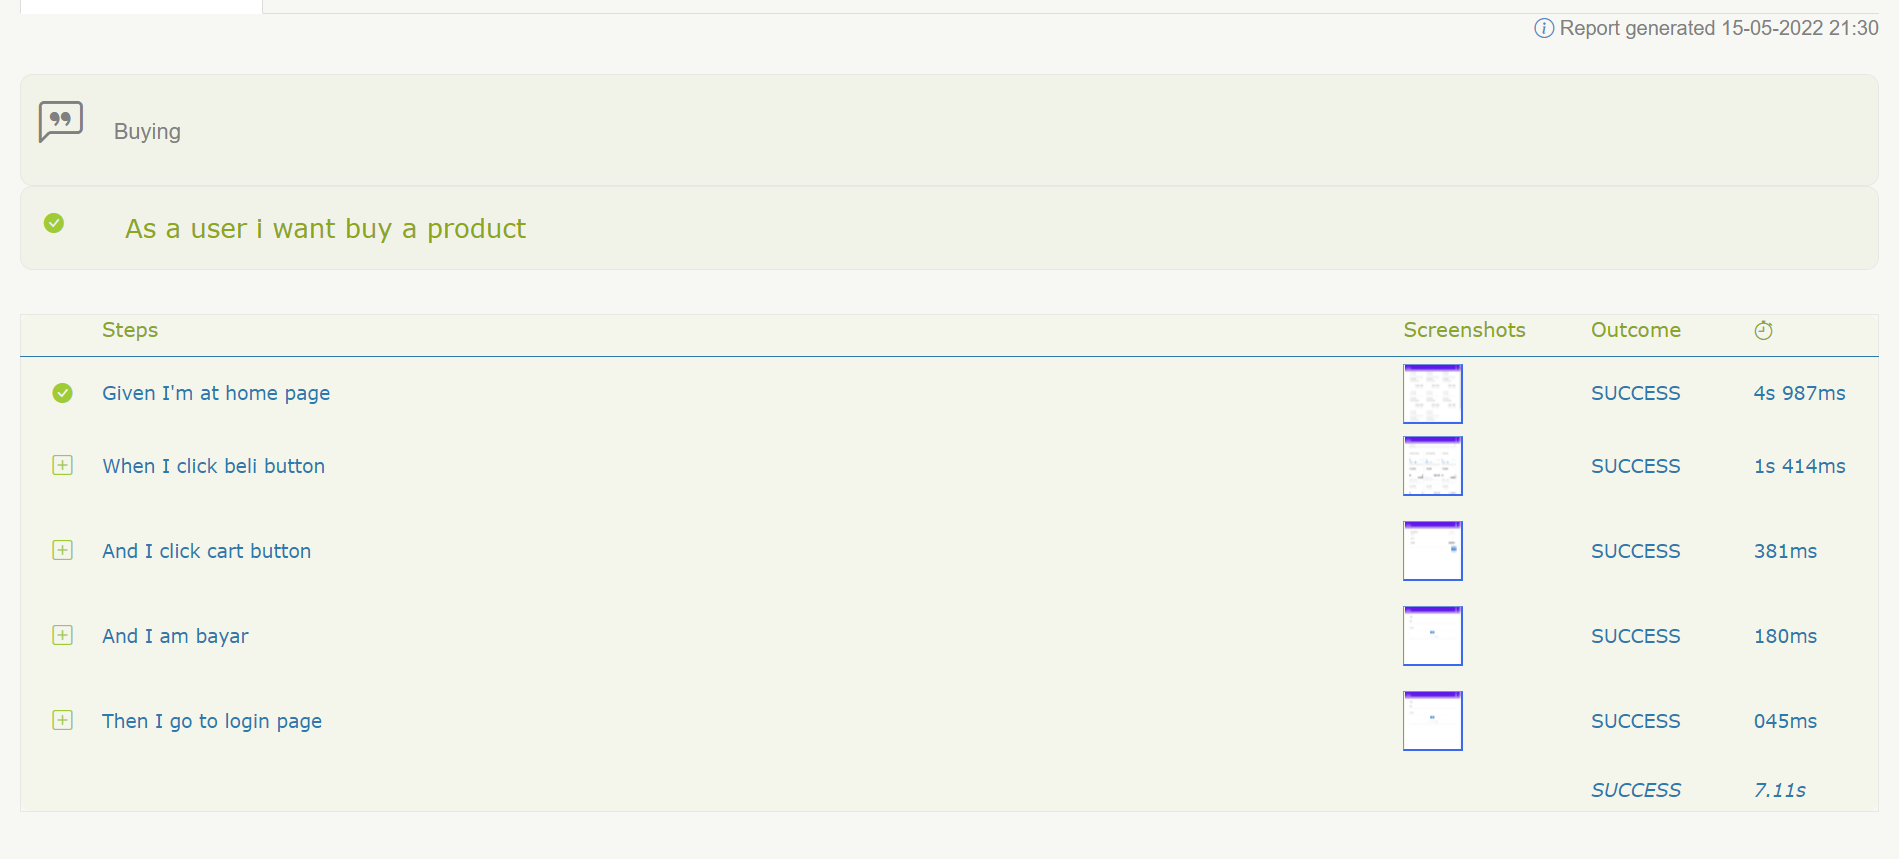 Report generated 15-05-2022 21:30
Buying
As a user i want buy a product
Steps Screenshots Outcome
Given I'm at home page SUCCESS 4s 987ms
When I click beli button SUCCESS 1s 414ms
And I click cart button SUCCESS 381ms
And I am bayar SUCCESS 180ms
Then I go to login page SUCCESS 045ms
SUCCESS 7.11s